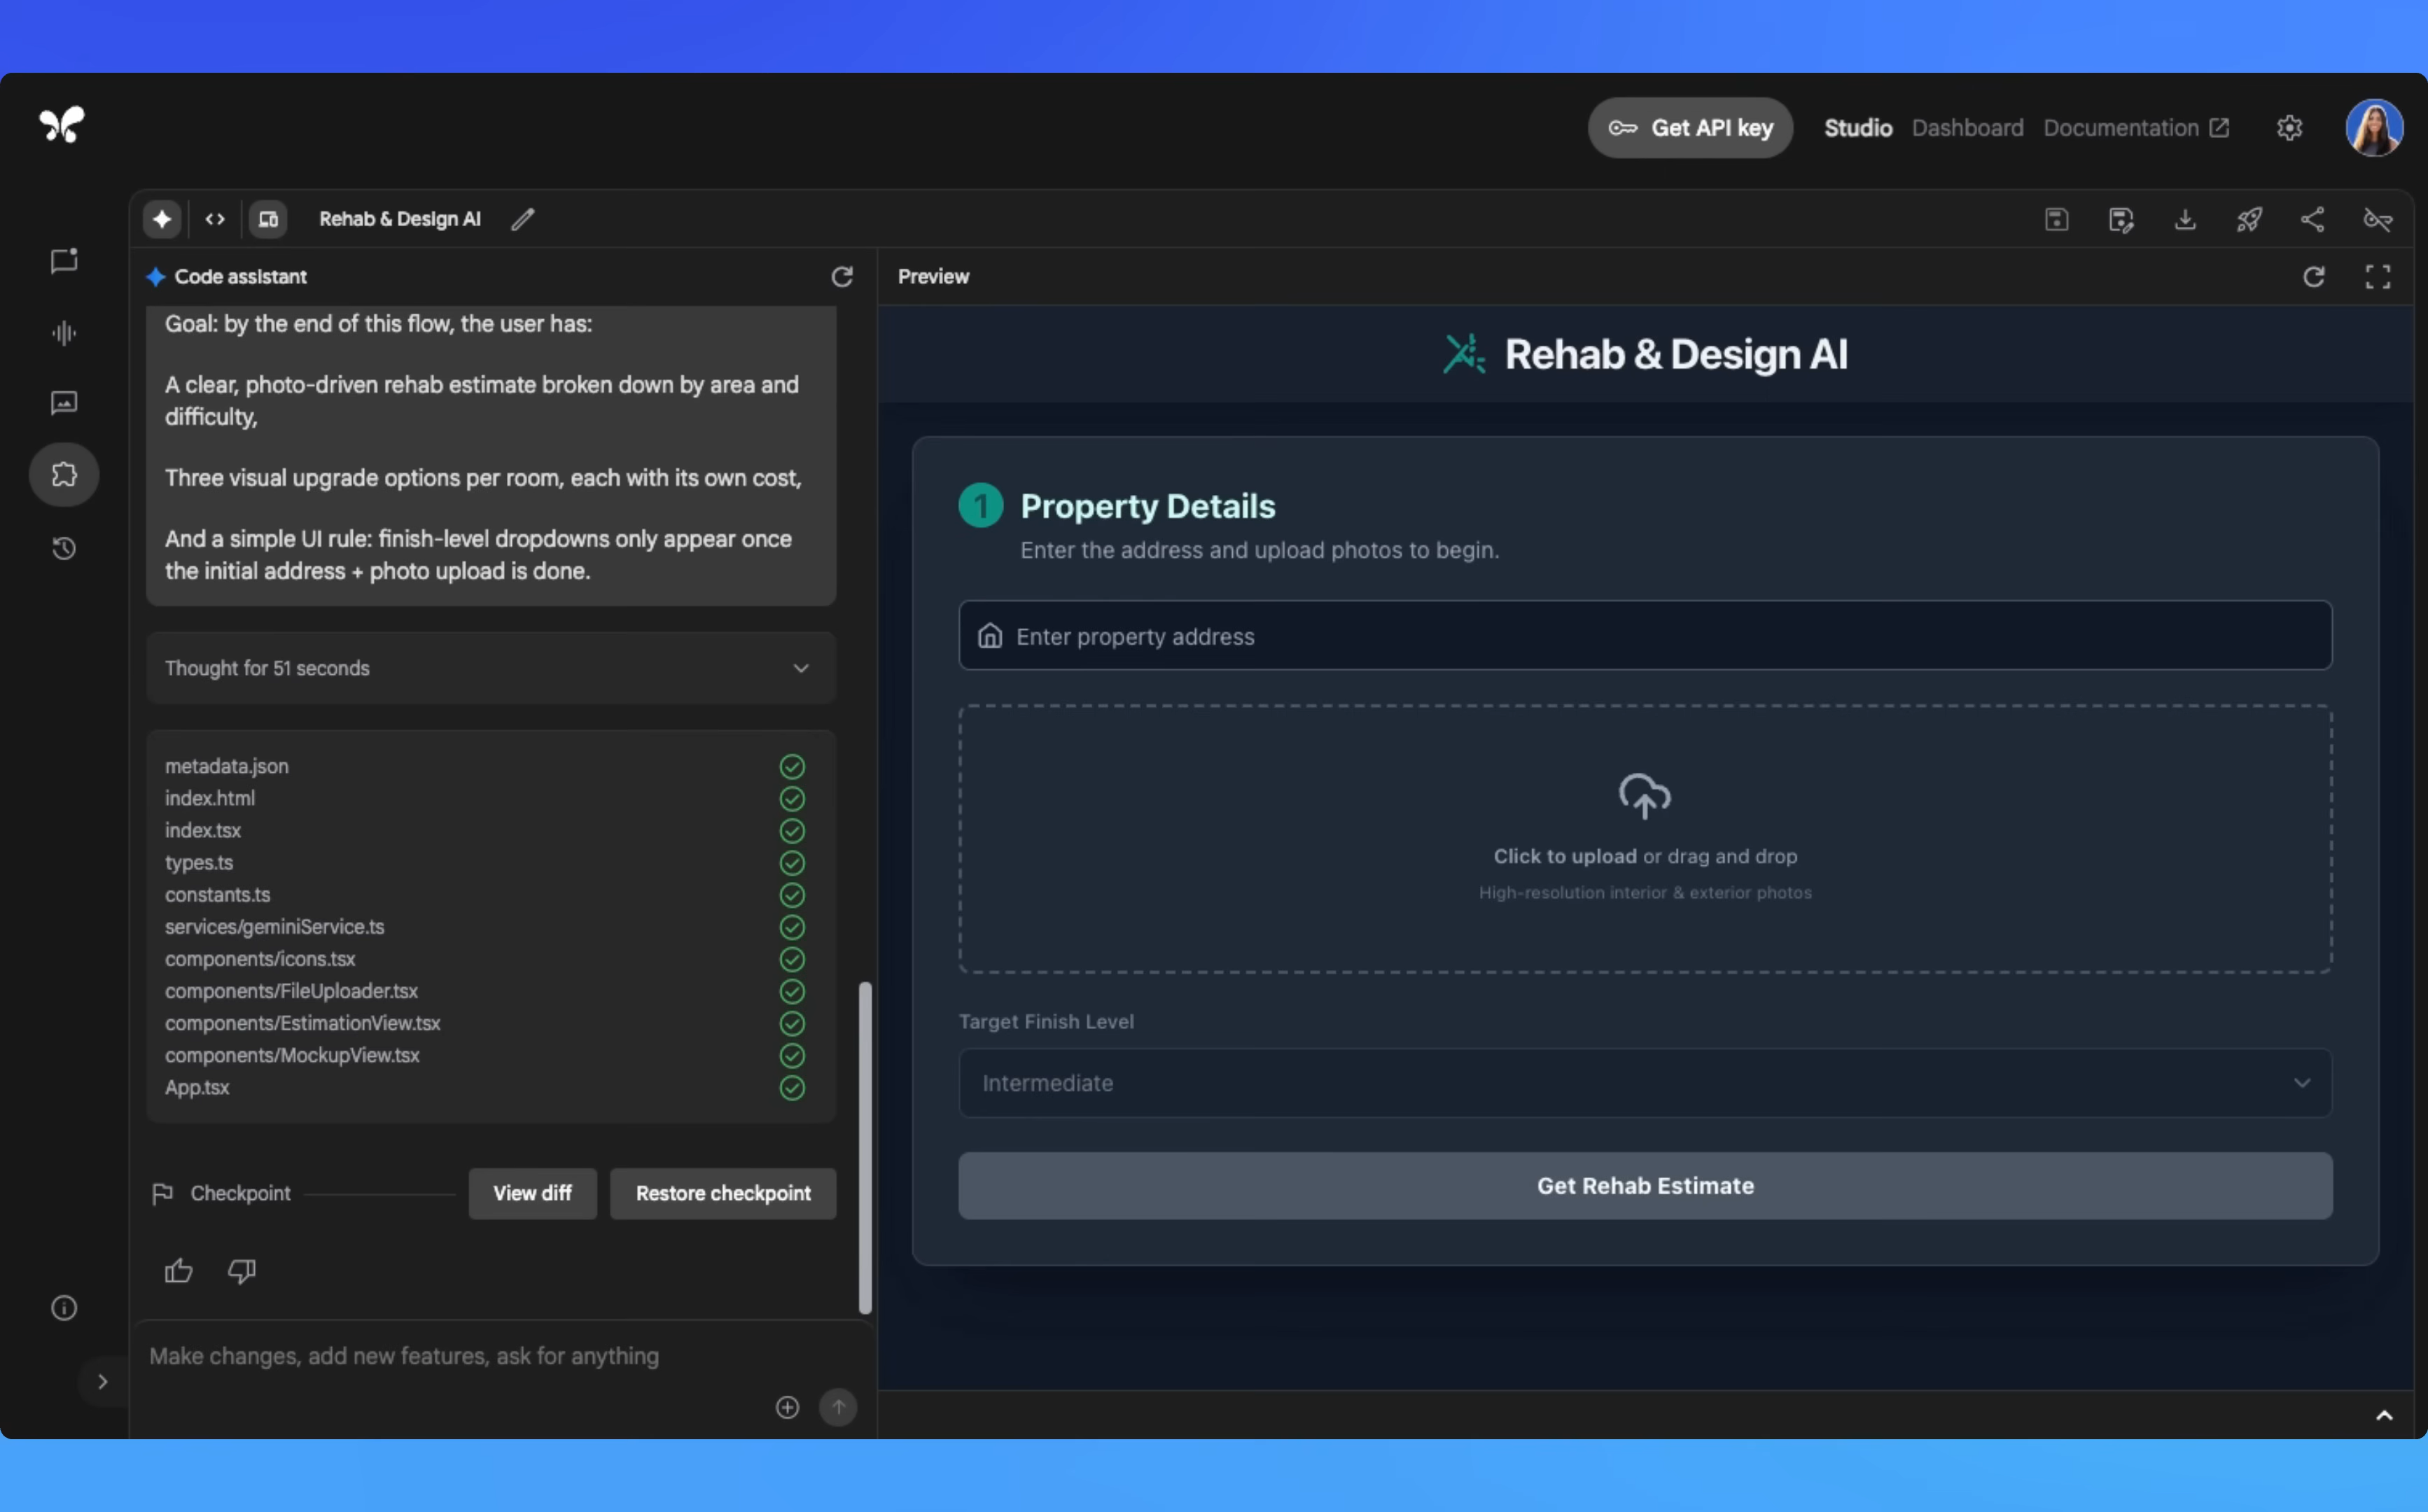 Get API key
Studio
Dashboard
Documentation
Rehab & Design AI
Code assistant
Goal: by the end of this flow, the user has:
A clear, photo-driven rehab estimate broken down by area and
difficulty,
Three visual upgrade options per room, each with its own cost,
And a simple UI rule: finish-level dropdowns only appear once
the initial address + photo upload is done.
Thought for 51 seconds
metadata.json
index.html
index.tsx
types.ts
constants.ts
services/geminiService.ts
components/icons.tsx
components/FileUploader.tsx
components/EstimationView.tsx
components/MockupView.tsx
App.tsx
Checkpoint
View diff
Restore checkpoint
Make changes, add new features, ask for anything
Preview
Rehab & Design AI
1
Property Details
Enter the address and upload photos to begin.
Enter property address
Click to upload or drag and drop
High-resolution interior & exterior photos
Target Finish Level
Intermediate
Get Rehab Estimate